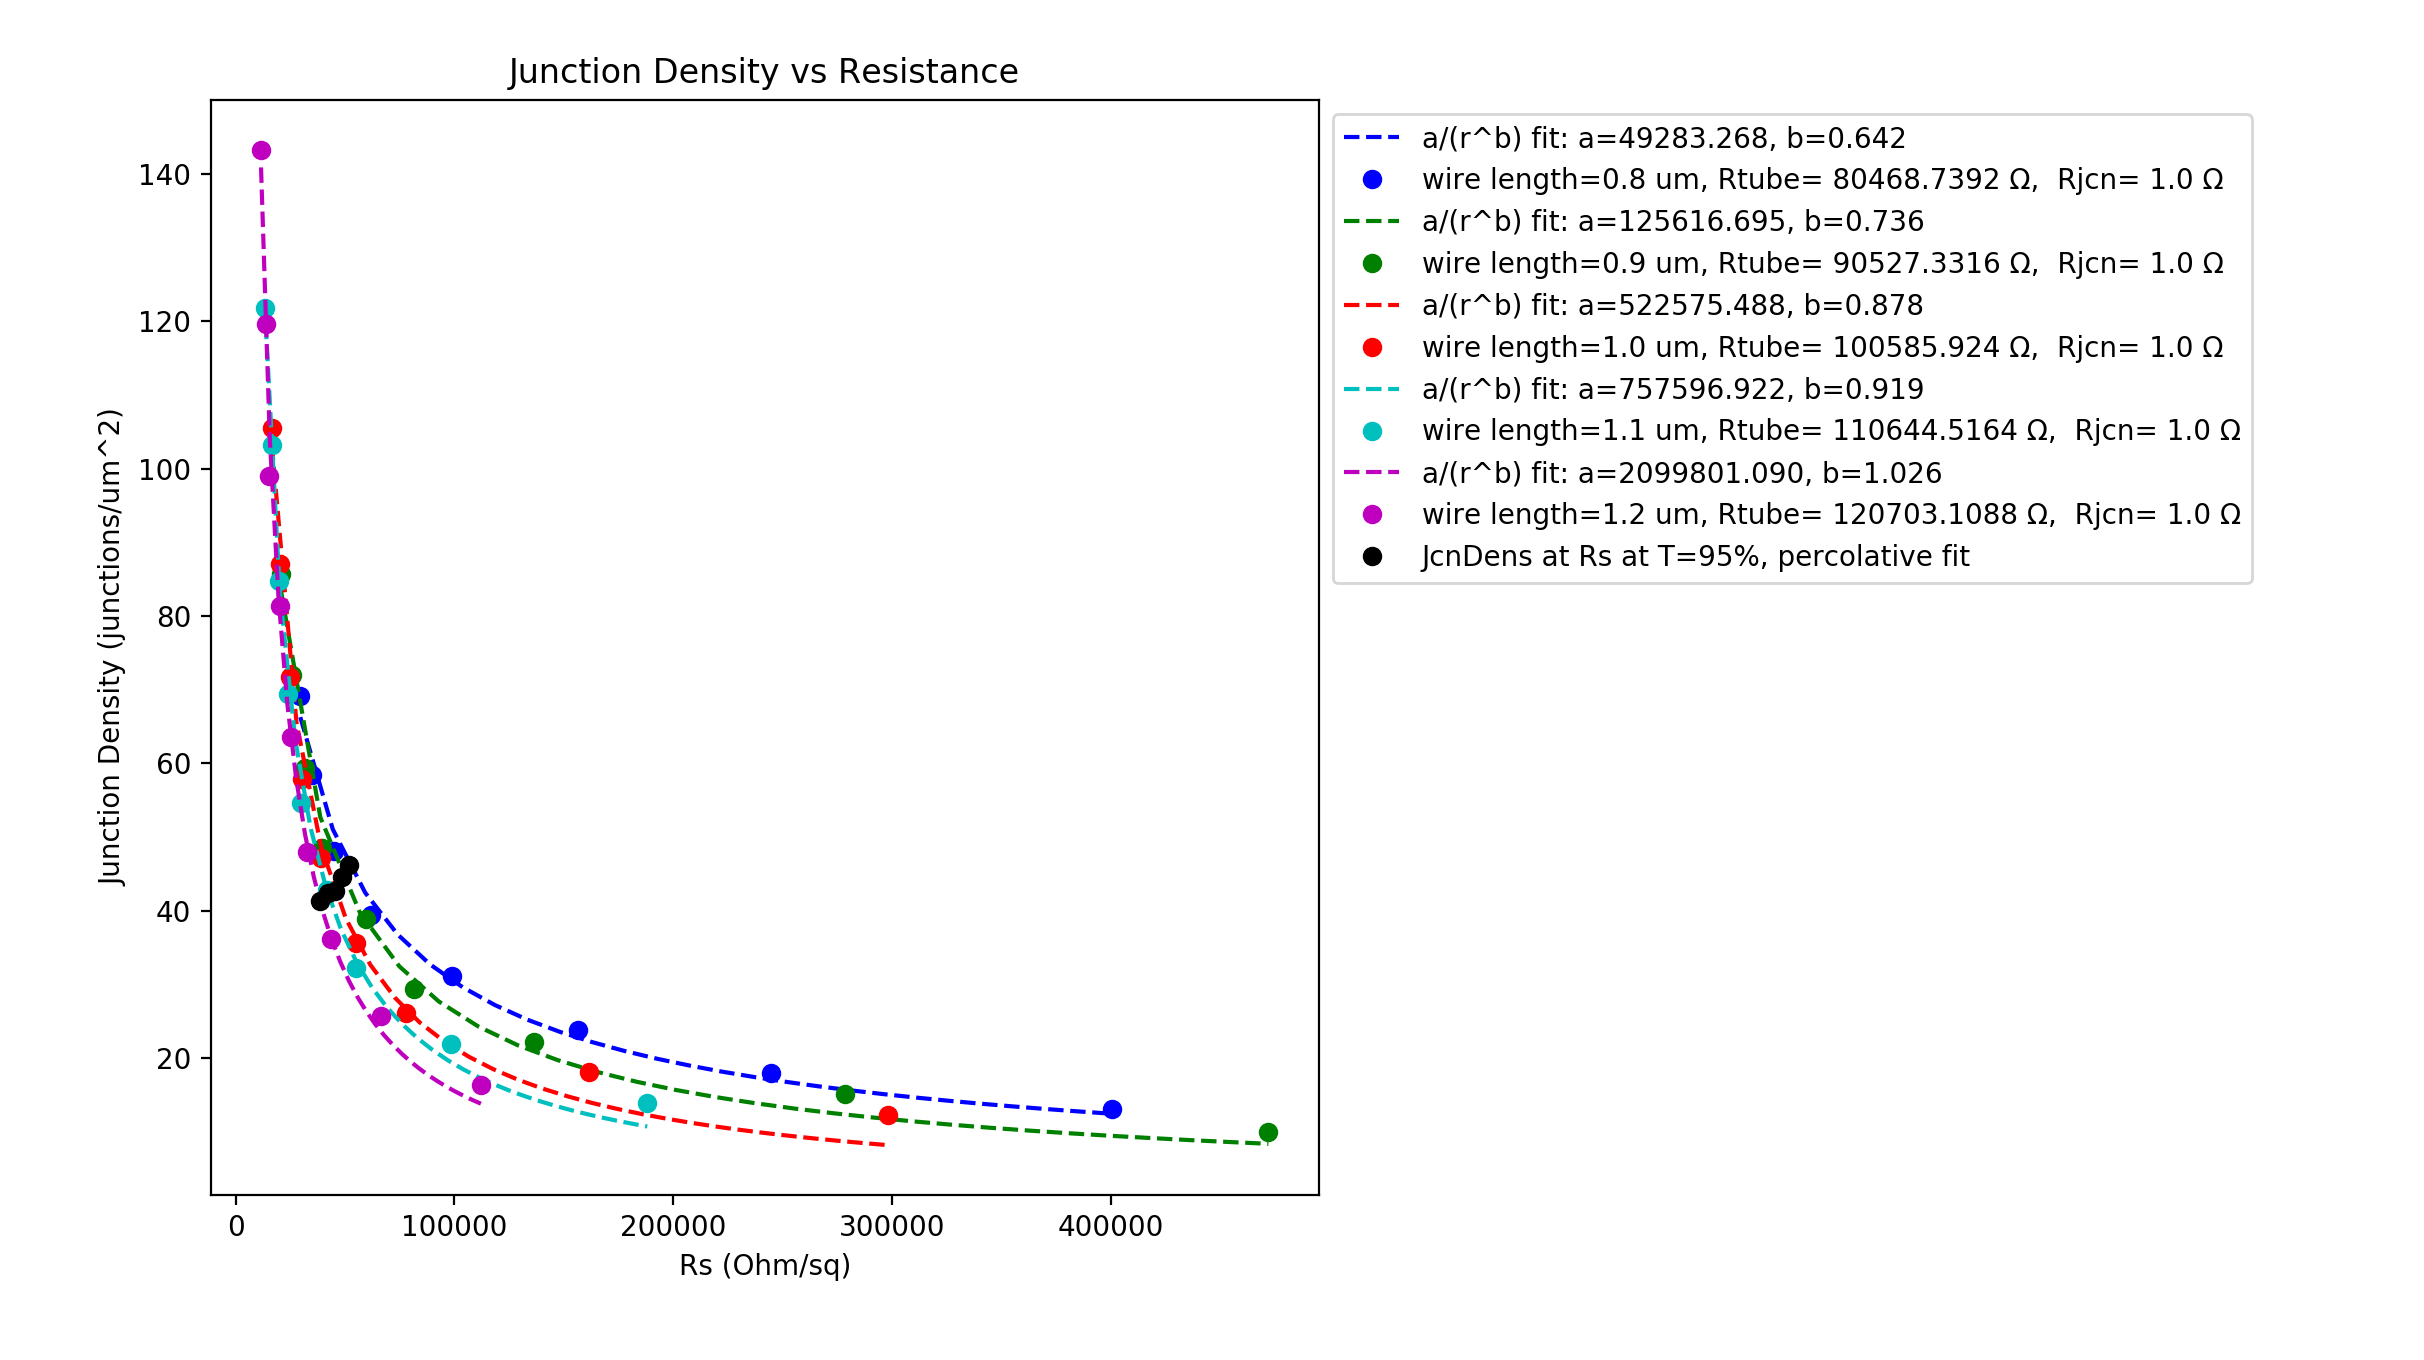 Junction Density vs Resistance
140
120
100
80
60
40
20
Junction Density (junctions/um^2)
0
100000
200000
300000
400000
Rs (Ohm/sq)
a/(r^b) fit: a=49283.268, b=0.642
wire length=0.8 um, Rtube= 80468.7392 Ω,  Rjcn= 1.0 Ω
a/(r^b) fit: a=125616.695, b=0.736
wire length=0.9 um, Rtube= 90527.3316 Ω,  Rjcn= 1.0 Ω
a/(r^b) fit: a=522575.488, b=0.878
wire length=1.0 um, Rtube= 100585.924 Ω,  Rjcn= 1.0 Ω
a/(r^b) fit: a=757596.922, b=0.919
wire length=1.1 um, Rtube= 110644.5164 Ω,  Rjcn= 1.0 Ω
a/(r^b) fit: a=2099801.090, b=1.026
wire length=1.2 um, Rtube= 120703.1088 Ω,  Rjcn= 1.0 Ω
JcnDens at Rs at T=95%, percolative fit